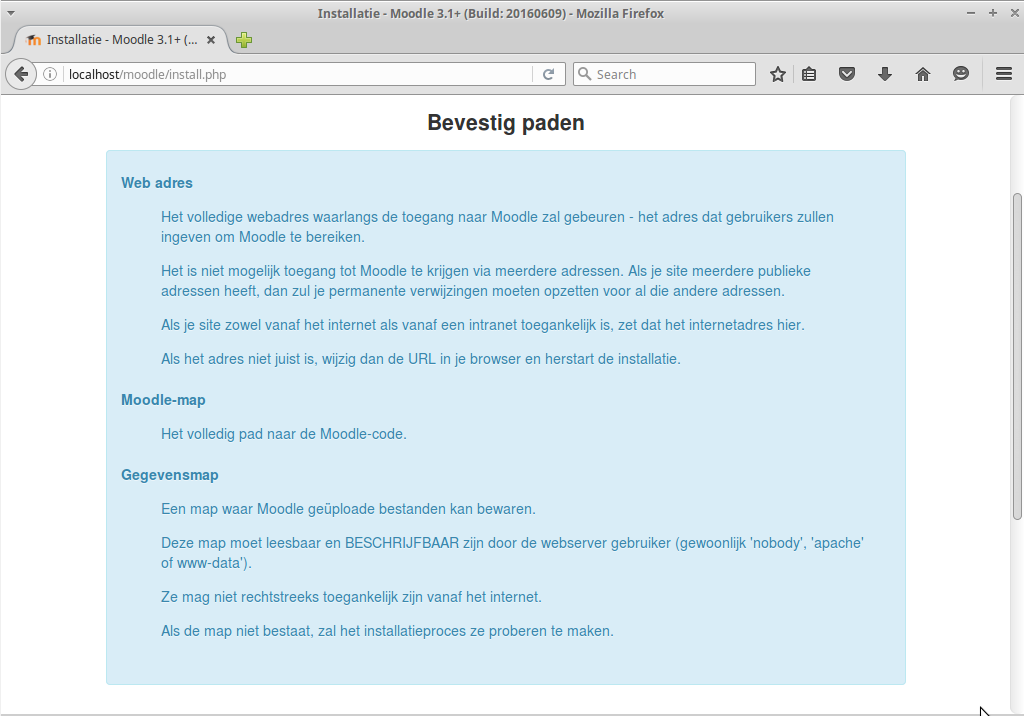 Installatie - Moodle 3.1+ (Build: 20160609) - Mozilla Firefox
Installatie - Moodle 3.1+ (...
localhost/moodle/install.php
Search
Bevestig paden
Web adres
Het volledige webadres waarlangs de toegang naar Moodle zal gebeuren - het adres dat gebruikers zullen
ingeven om Moodle te bereiken.
Het is niet mogelijk toegang tot Moodle te krijgen via meerdere adressen. Als je site meerdere publieke
adressen heeft, dan zul je permanente verwijzingen moeten opzetten voor al die andere adressen.
Als je site zowel vanaf het internet als vanaf een intranet toegankelijk is, zet dat het internetadres hier.
Als het adres niet juist is, wijzig dan de URL in je browser en herstart de installatie.
Moodle-map
Het volledig pad naar de Moodle-code.
Gegevensmap
Een map waar Moodle geüploade bestanden kan bewaren.
Deze map moet leesbaar en BESCHRIJFBAAR zijn door de webserver gebruiker (gewoonlijk 'nobody', 'apache'
of www-data').
Ze mag niet rechtstreeks toegankelijk zijn vanaf het internet.
Als de map niet bestaat, zal het installatieproces ze proberen te maken.